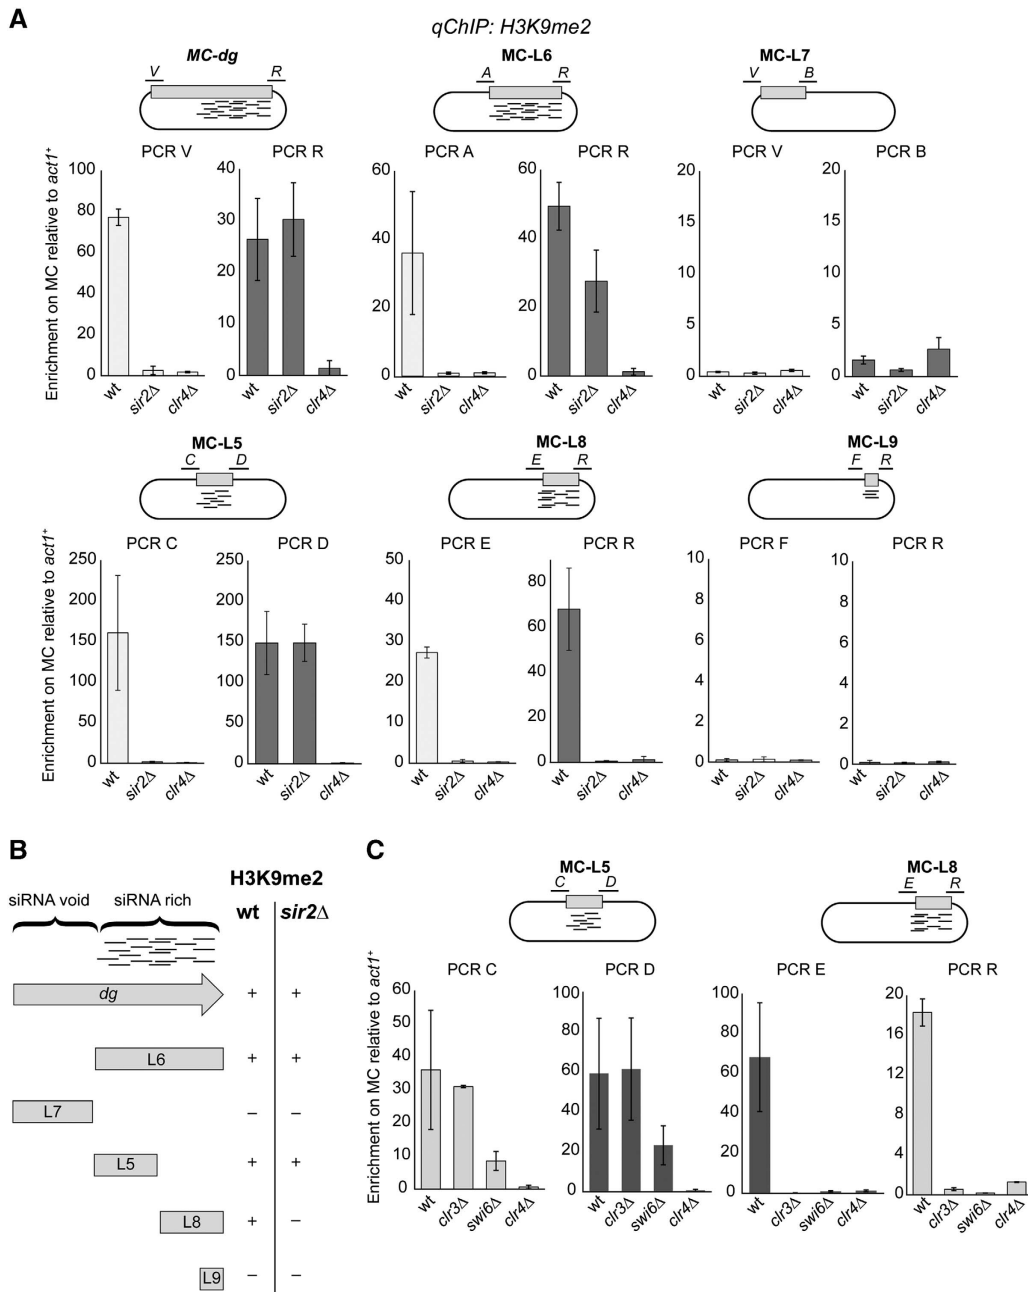 A
qChIP: H3K9me2
MC-dg MC-L6 MC-L7
V R A R V B
PCR V PCR R PCR A PCR R PCR V PCR B
Enrichment on MC relative to act1+
100 80 60 40 20 0
40 30 20 10 0
60 40 20 0
60 40 20 0
20 15 10 5 0
20 15 10 5 0
wt sir2Δ clr4Δ wt sir2Δ clr4Δ wt sir2Δ clr4Δ wt sir2Δ clr4Δ wt sir2Δ clr4Δ wt sir2Δ clr4Δ
MC-L5 MC-L8 MC-L9
C D E R F R
PCR C PCR D PCR E PCR R PCR F PCR R
Enrichment on MC relative to act1+
250 200 150 100 50 0
250 200 150 100 50 0
50 40 30 20 10 0
80 60 40 20 0
10 8 6 4 2 0
10 8 6 4 2 0
wt sir2Δ clr4Δ wt sir2Δ clr4Δ wt sir2Δ clr4Δ wt sir2Δ clr4Δ wt sir2Δ clr4Δ wt sir2Δ clr4Δ
B
H3K9me2
siRNA void siRNA rich wt sir2Δ
dg + +
L6 + +
L7 – –
L5 + +
L8 + –
L9 – –
C
MC-L5 MC-L8
C D E R
PCR C PCR D PCR E PCR R
Enrichment on MC relative to act1+
60 50 40 30 20 10 0
100 80 60 40 20 0
100 80 60 40 20 0
20 16 12 8 4 0
wt clr3Δ swi6Δ clr4Δ wt clr3Δ swi6Δ clr4Δ wt clr3Δ swi6Δ clr4Δ wt clr3Δ swi6Δ clr4Δ